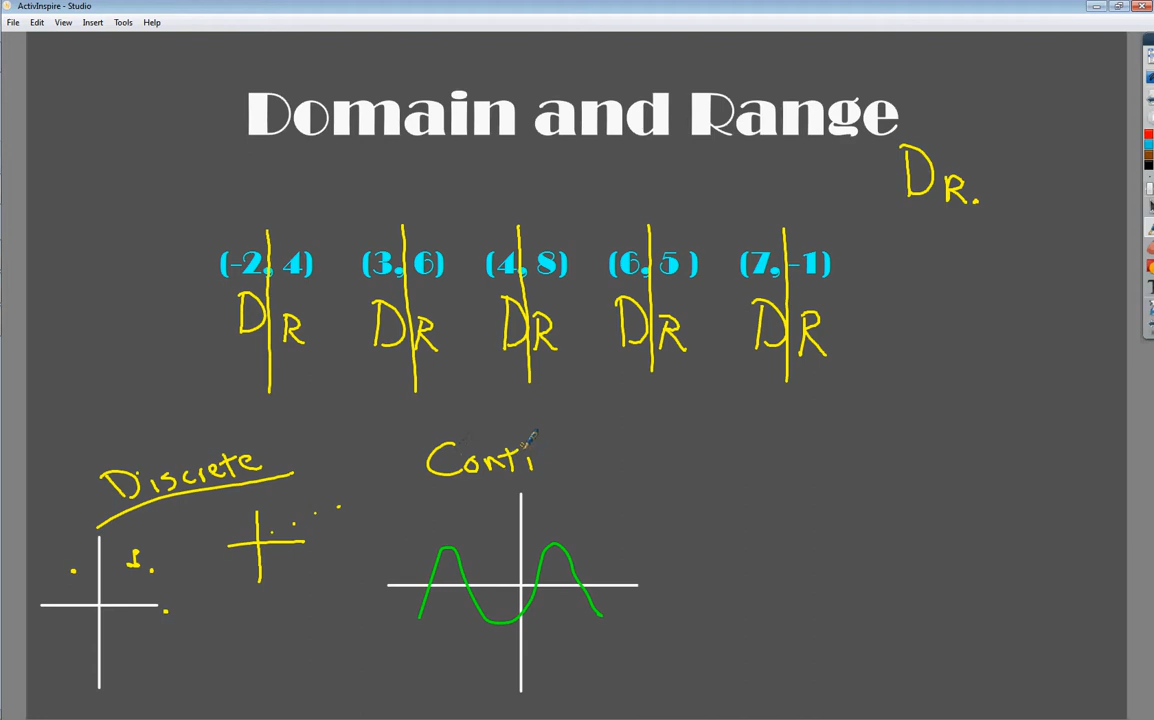 ActivInspire - Studio
File Edit View Insert Tools Help
Domain and Range
D R.
(-2, 4) (3, 6) (4, 8) (6, 5 ) (7, -1)
D R D R D R D R D R
Discrete
Conti